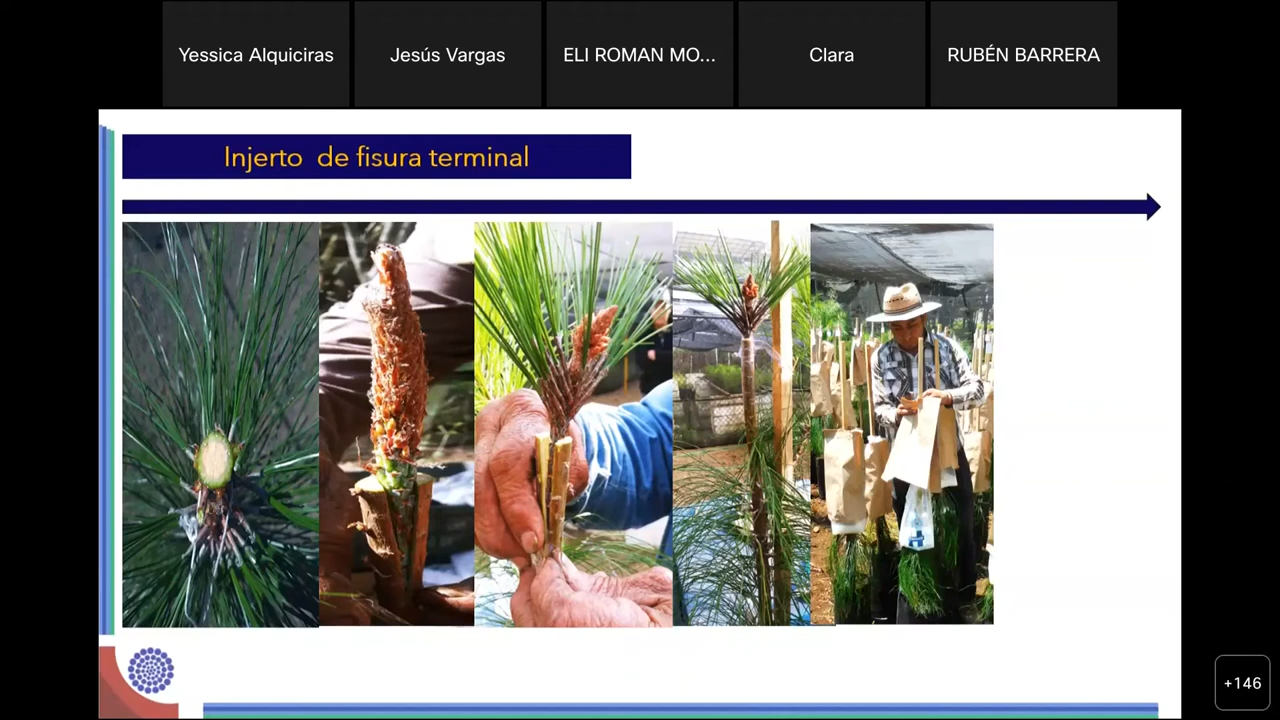 Yessica Alquiciras
Jesús Vargas
ELI ROMAN MO...
Clara
RUBÉN BARRERA
Injerto de fisura terminal
+146